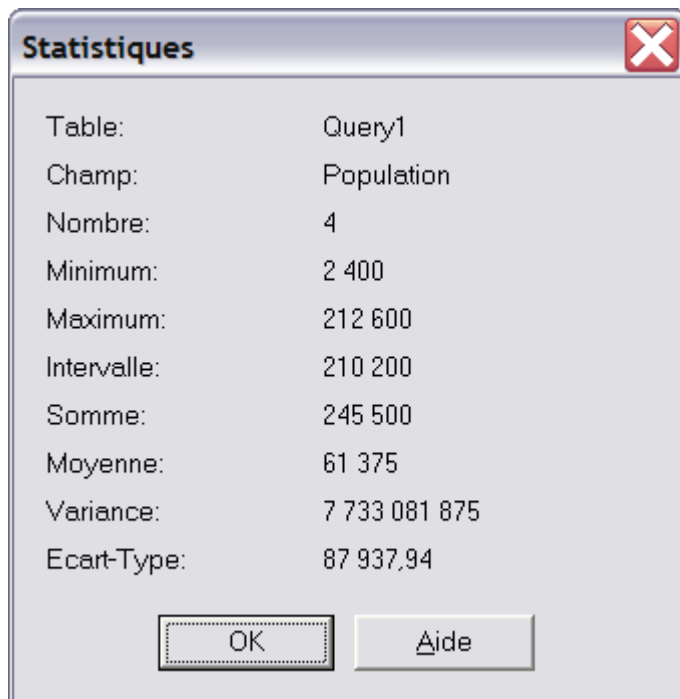 Statistiques
Table: Query1
Champ: Population
Nombre: 4
Minimum: 2 400
Maximum: 212 600
Intervalle: 210 200
Somme: 245 500
Moyenne: 61 375
Variance: 7 733 081 875
Ecart-Type: 87 937,94
OK Aide